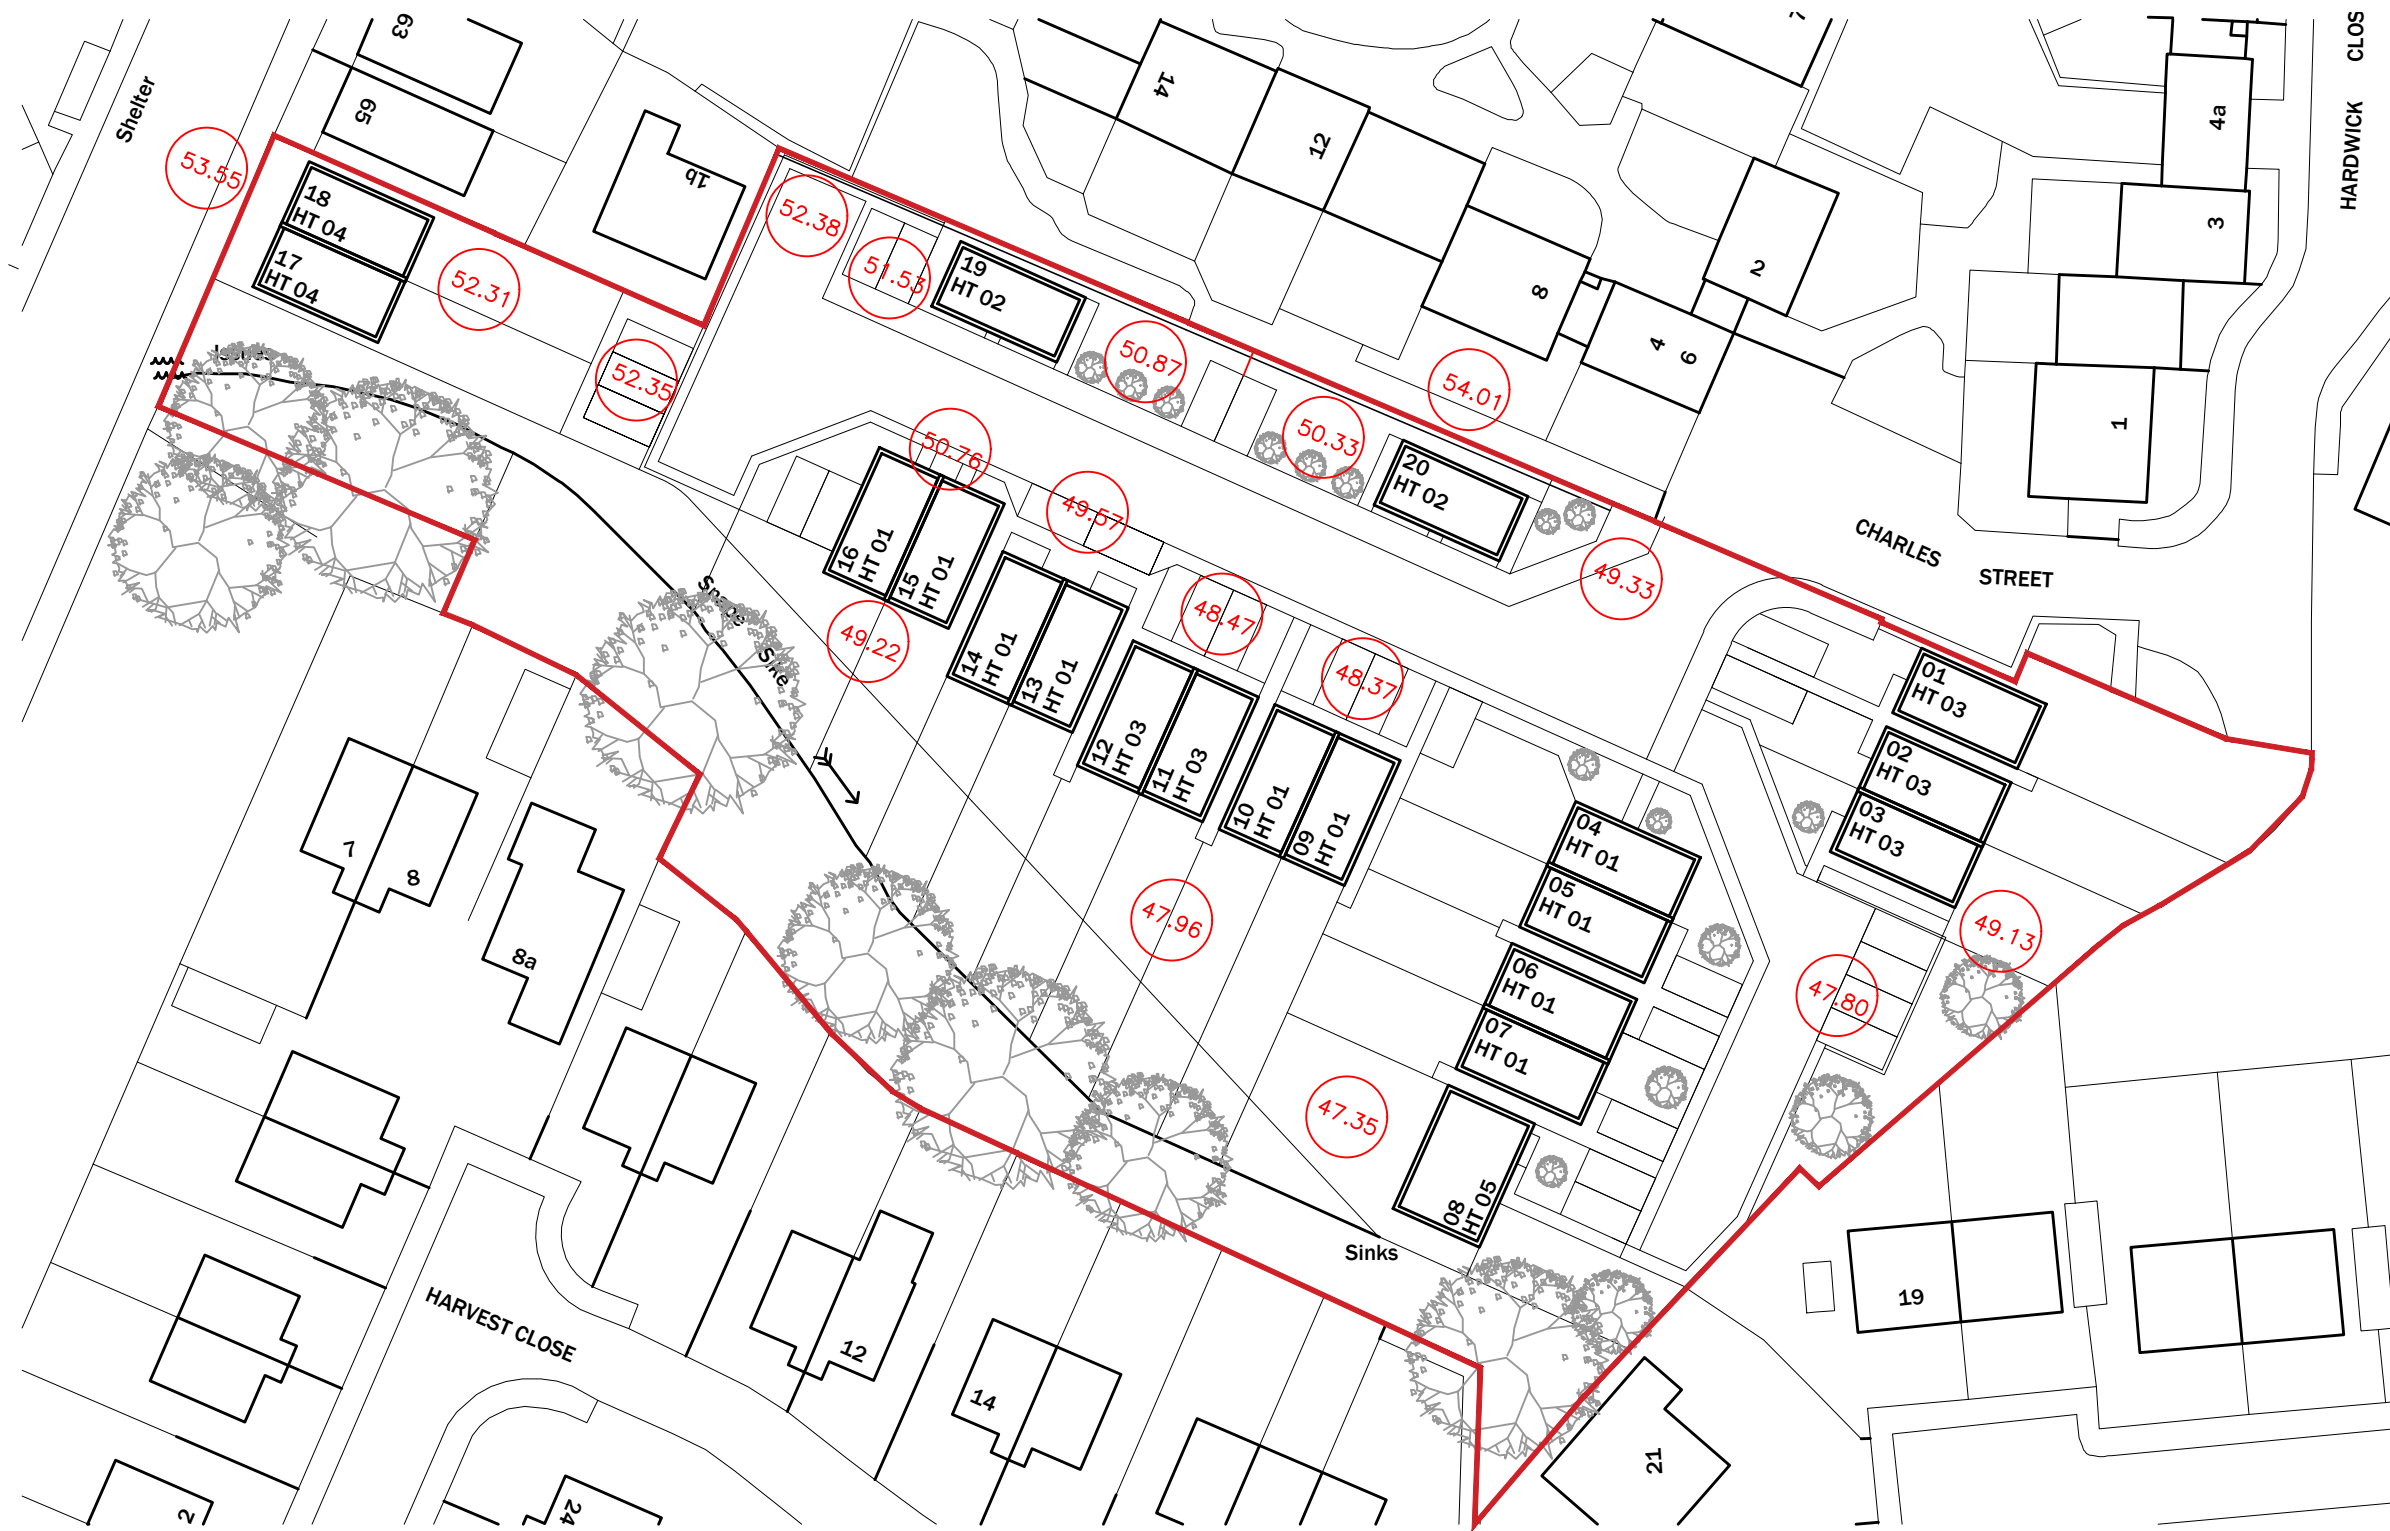 63
65
Shelter
53.55
18
HT 04
17
HT 04
52.31
1b
52.38
51.53
19
HT 02
52.35
50.87
14
12
8
2
4
6
54.01
50.33
20
HT 02
49.33
4a
3
1
HARDWICK CLOS
CHARLES STREET
50.76
49.57
16
HT 01
15
HT 01
49.22
14
HT 01
13
HT 01
48.47
12
HT 03
11
HT 03
48.37
10
HT 01
09
HT 01
47.96
Snape Sike
01
HT 03
02
HT 03
03
HT 03
49.13
47.80
04
HT 01
05
HT 01
06
HT 01
07
HT 01
08
HT 05
47.35
Sinks
7
8
8a
HARVEST CLOSE
12
14
2
24
19
21